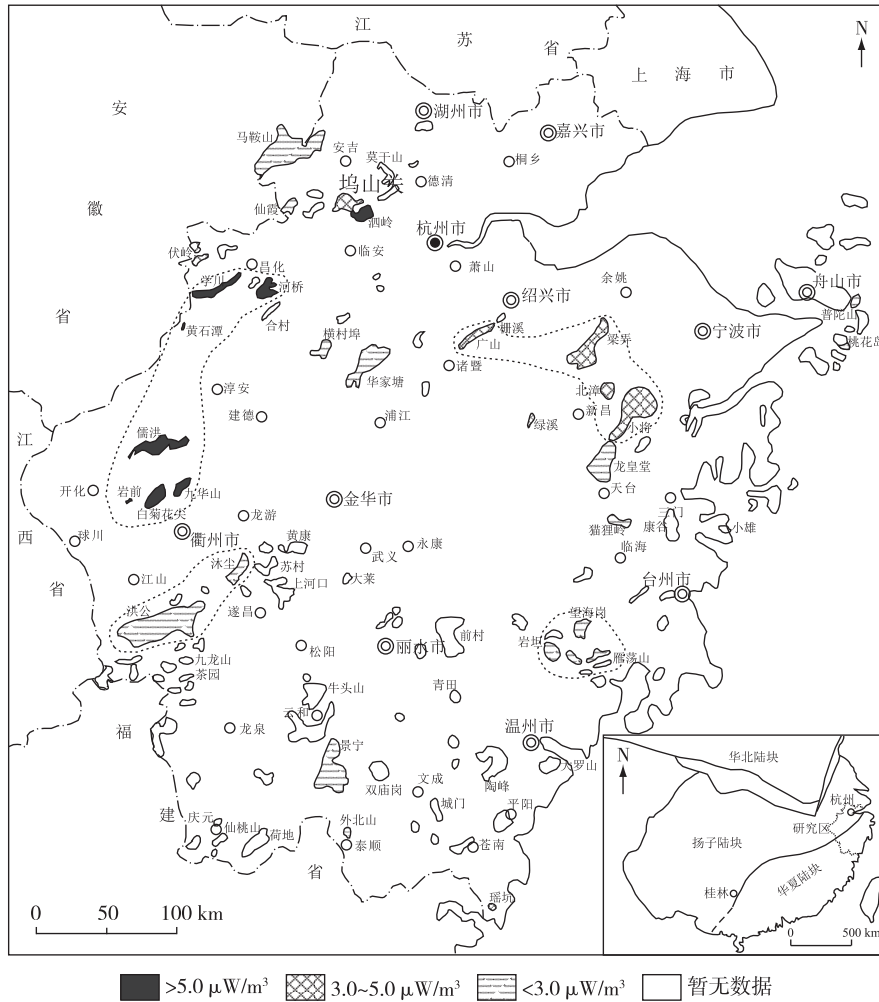 江 苏 省
N
上 海 市
安 徽 省
湖州市
嘉兴市
马鞍山
安吉
莫干山
桐乡
坞山关
德清
仙霞
泗岭
杭州市
伏岭
昌化
临安
萧山
余姚
舟山市
学川
河桥
绍兴市
普陀山
黄石潭
合村
栅溪
宁波市
桃花岛
横村埠
广山
梁弄
华家塘
诸暨
淳安
北漳
建德
浦江
绿溪
新昌
小将
江 西 省
儒洪
龙皇堂
开化
岩前
九华山
天台
白菊花尖
金华市
三门
龙游
猫狸岭
康谷
小雄
球川
衢州市
黄康
永康
武义
临海
沐尘
苏村
江山
上河口
大莱
台州市
洪公
遂昌
望海岗
前村
岩坦
九龙山
松阳
丽水市
雁荡山
茶园
牛头山
青田
福 建 省
云和
龙泉
温州市
景宁
大罗山
双庙岗
文成
陶峰
城门
平阳
庆元
仙桃山
荷地
外北山
泰顺
苍南
瑶坑
0 50 100 km
N
华北陆块
杭州
研究区
扬子陆块
华夏陆块
桂林
0 500 km
>5.0 μW/m³ 3.0~5.0 μW/m³ <3.0 μW/m³ 暂无数据